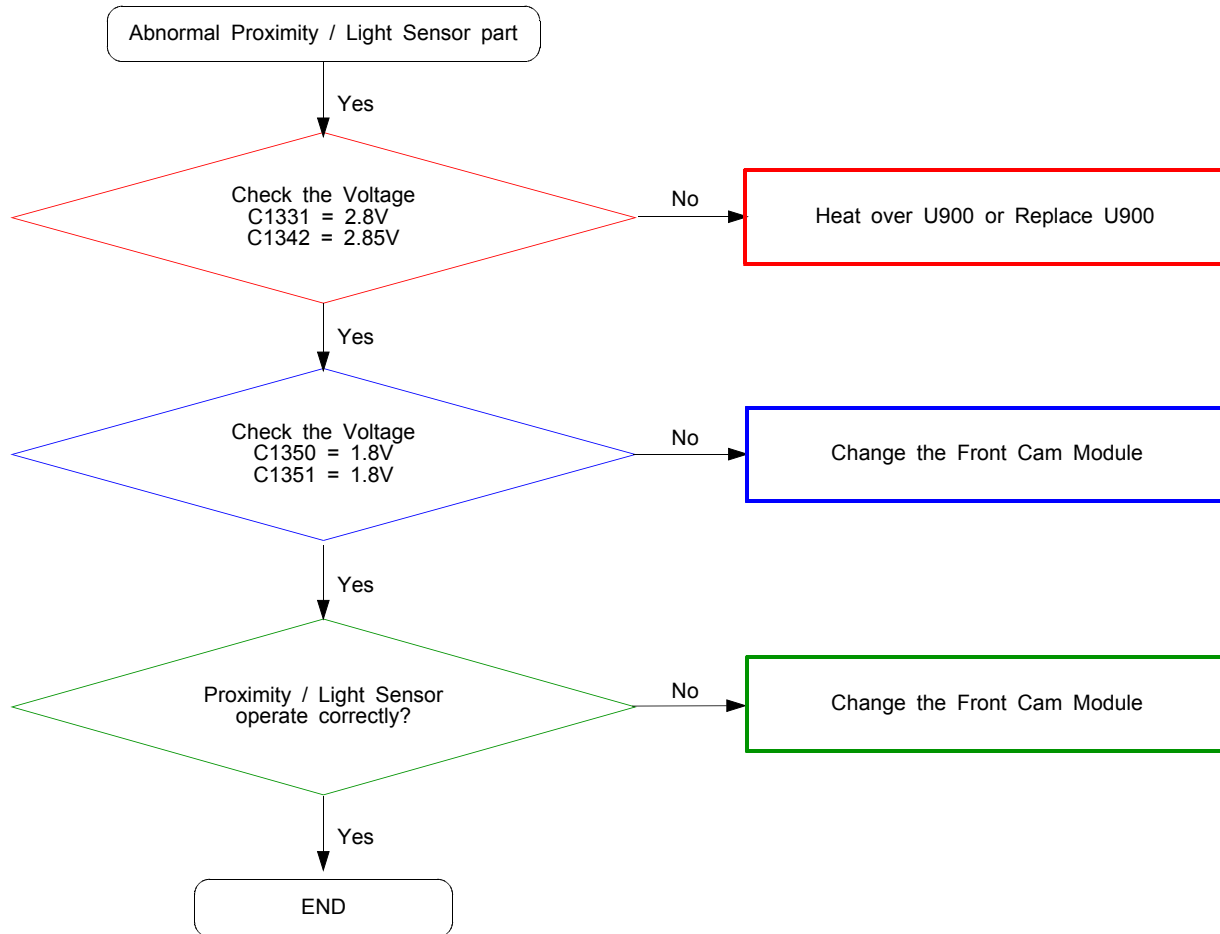 Abnormal Proximity / Light Sensor part
Yes
Check the Voltage
C1331 = 2.8V
C1342 = 2.85V
No
Heat over U900 or Replace U900
Yes
Check the Voltage
C1350 = 1.8V
C1351 = 1.8V
No
Change the Front Cam Module
Yes
Proximity / Light Sensor
operate correctly?
No
Change the Front Cam Module
Yes
END